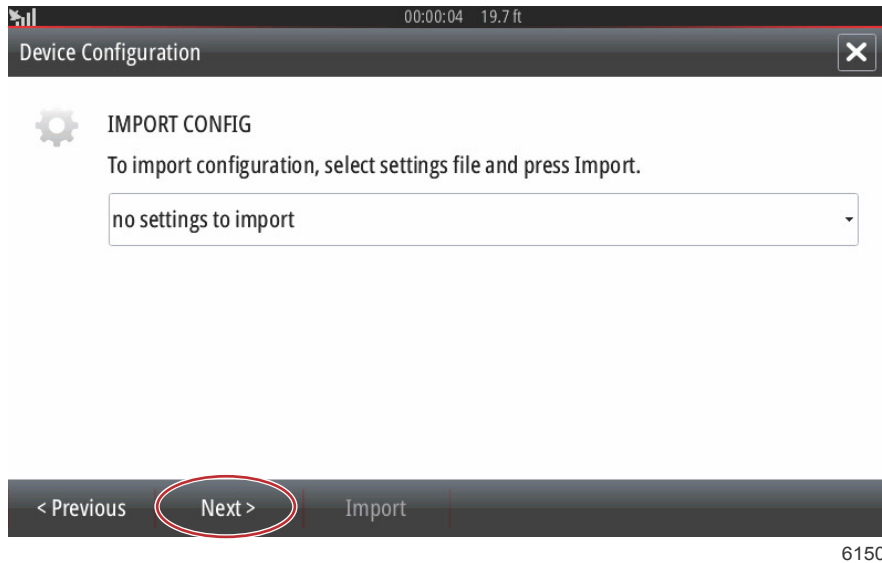 00:00:04 19.7 ft
Device Configuration
IMPORT CONFIG
To import configuration, select settings file and press Import.
no settings to import
< Previous Next > Import
6150